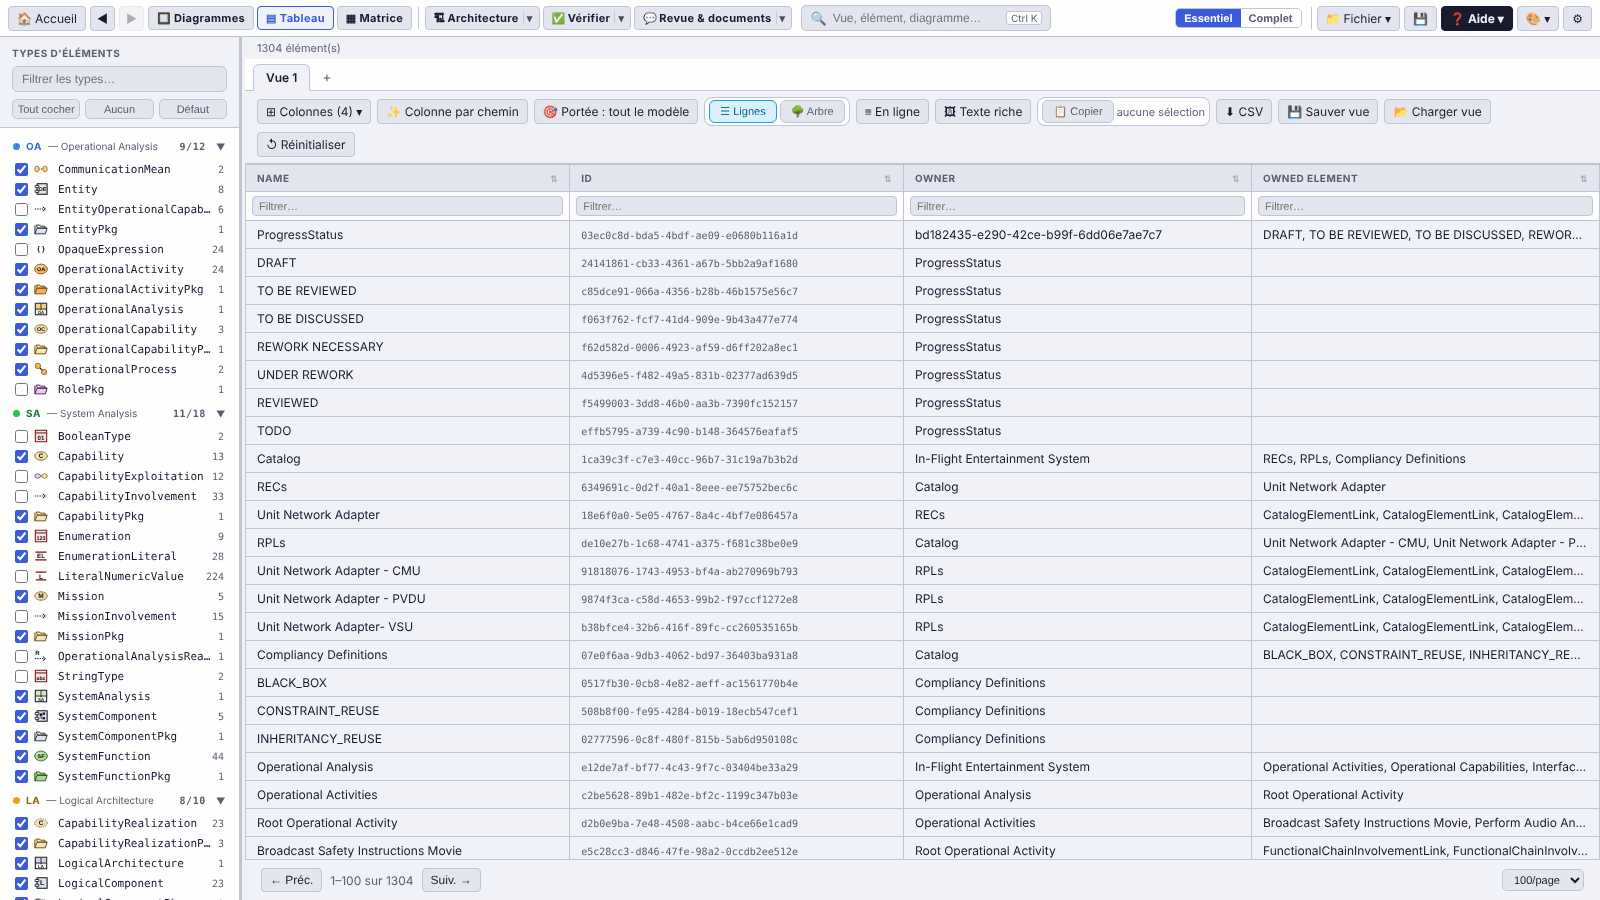 🏠 Accueil ◀ ▶ 🔲 Diagrammes ▤ Tableau ▦ Matrice 🏗 Architecture ▾ ✅ Vérifier ▾ 💬 Revue & documents ▾ 🔍 Vue, élément, diagramme… Ctrl K Essentiel Complet 📁 Fichier ▾ 💾 ❓ Aide ▾ 🎨 ▾ ⚙
TYPES D'ÉLÉMENTS
Filtrer les types…
Tout cocher Aucun Défaut
OA — Operational Analysis 9/12 ▼
CommunicationMean 2
Entity 8
EntityOperationalCapab… 6
EntityPkg 1
OpaqueExpression 24
OperationalActivity 24
OperationalActivityPkg 1
OperationalAnalysis 1
OperationalCapability 3
OperationalCapabilityP… 1
OperationalProcess 2
RolePkg 1
SA — System Analysis 11/18 ▼
BooleanType 2
Capability 13
CapabilityExploitation 12
CapabilityInvolvement 33
CapabilityPkg 1
Enumeration 9
EnumerationLiteral 28
LiteralNumericValue 224
Mission 5
MissionInvolvement 15
MissionPkg 1
OperationalAnalysisRea… 1
StringType 2
SystemAnalysis 1
SystemComponent 5
SystemComponentPkg 1
SystemFunction 44
SystemFunctionPkg 1
LA — Logical Architecture 8/10 ▼
CapabilityRealization 23
CapabilityRealizationP… 3
LogicalArchitecture 1
LogicalComponent 23
1304 élément(s)
Vue 1 +
⊞ Colonnes (4) ▾ ✨ Colonne par chemin 🎯 Portée : tout le modèle ☰ Lignes 🌳 Arbre ≡ En ligne 🖼 Texte riche 📋 Copier aucune sélection ⬇ CSV 💾 Sauver vue 📂 Charger vue
↺ Réinitialiser
NAME ID OWNER OWNED ELEMENT
Filtrer… Filtrer… Filtrer… Filtrer…
ProgressStatus 03ec0c8d-bda5-4bdf-ae09-e0680b116a1d bd182435-e290-42ce-b99f-6dd06e7ae7c7 DRAFT, TO BE REVIEWED, TO BE DISCUSSED, REWOR…
DRAFT 24141861-cb33-4361-a67b-5bb2a9af1680 ProgressStatus
TO BE REVIEWED c85dce91-066a-4356-b28b-46b1575e56c7 ProgressStatus
TO BE DISCUSSED f063f762-fcf7-41d4-909e-9b43a477e774 ProgressStatus
REWORK NECESSARY f62d582d-0006-4923-af59-d6ff202a8ec1 ProgressStatus
UNDER REWORK 4d5396e5-f482-49a5-831b-02377ad639d5 ProgressStatus
REVIEWED f5499003-3dd8-46b0-aa3b-7390fc152157 ProgressStatus
TODO effb5795-a739-4c90-b148-364576eafaf5 ProgressStatus
Catalog 1ca39c3f-c7e3-40cc-96b7-31c19a7b3b2d In-Flight Entertainment System RECs, RPLs, Compliancy Definitions
RECs 6349691c-0d2f-40a1-8eee-ee75752bec6c Catalog Unit Network Adapter
Unit Network Adapter 18e6f0a0-5e05-4767-8a4c-4bf7e086457a RECs CatalogElementLink, CatalogElementLink, CatalogElem…
RPLs de10e27b-1c68-4741-a375-f681c38be0e9 Catalog Unit Network Adapter - CMU, Unit Network Adapter - P…
Unit Network Adapter - CMU 91818076-1743-4953-bf4a-ab270969b793 RPLs CatalogElementLink, CatalogElementLink, CatalogElem…
Unit Network Adapter - PVDU 9874f3ca-c58d-4653-99b2-f97ccf1272e8 RPLs CatalogElementLink, CatalogElementLink, CatalogElem…
Unit Network Adapter- VSU b38bfce4-32b6-416f-89fc-cc260535165b RPLs CatalogElementLink, CatalogElementLink, CatalogElem…
Compliancy Definitions 07e0f6aa-9db3-4062-bd97-36403ba931a8 Catalog BLACK_BOX, CONSTRAINT_REUSE, INHERITANCY_RE…
BLACK_BOX 0517fb30-0cb8-4e82-aeff-ac1561770b4e Compliancy Definitions
CONSTRAINT_REUSE 508b8f00-fe95-4284-b019-18ecb547cef1 Compliancy Definitions
INHERITANCY_REUSE 02777596-0c8f-480f-815b-5ab6d950108c Compliancy Definitions
Operational Analysis e12de7af-bf77-4c43-9f7c-03404be33a29 In-Flight Entertainment System Operational Activities, Operational Capabilities, Interfac…
Operational Activities c2be5628-89b1-482e-bf2c-1199c347b03e Operational Analysis Root Operational Activity
Root Operational Activity d2b0e9ba-7e48-4508-aabc-b4ce66e1cad9 Operational Activities Broadcast Safety Instructions Movie, Perform Audio An…
Broadcast Safety Instructions Movie e5c28cc3-d846-47fe-98a2-0ccdb2ee512e Root Operational Activity FunctionalChainInvolvementLink, FunctionalChainInvolv…
← Préc. 1–100 sur 1304 Suiv. → 100/page